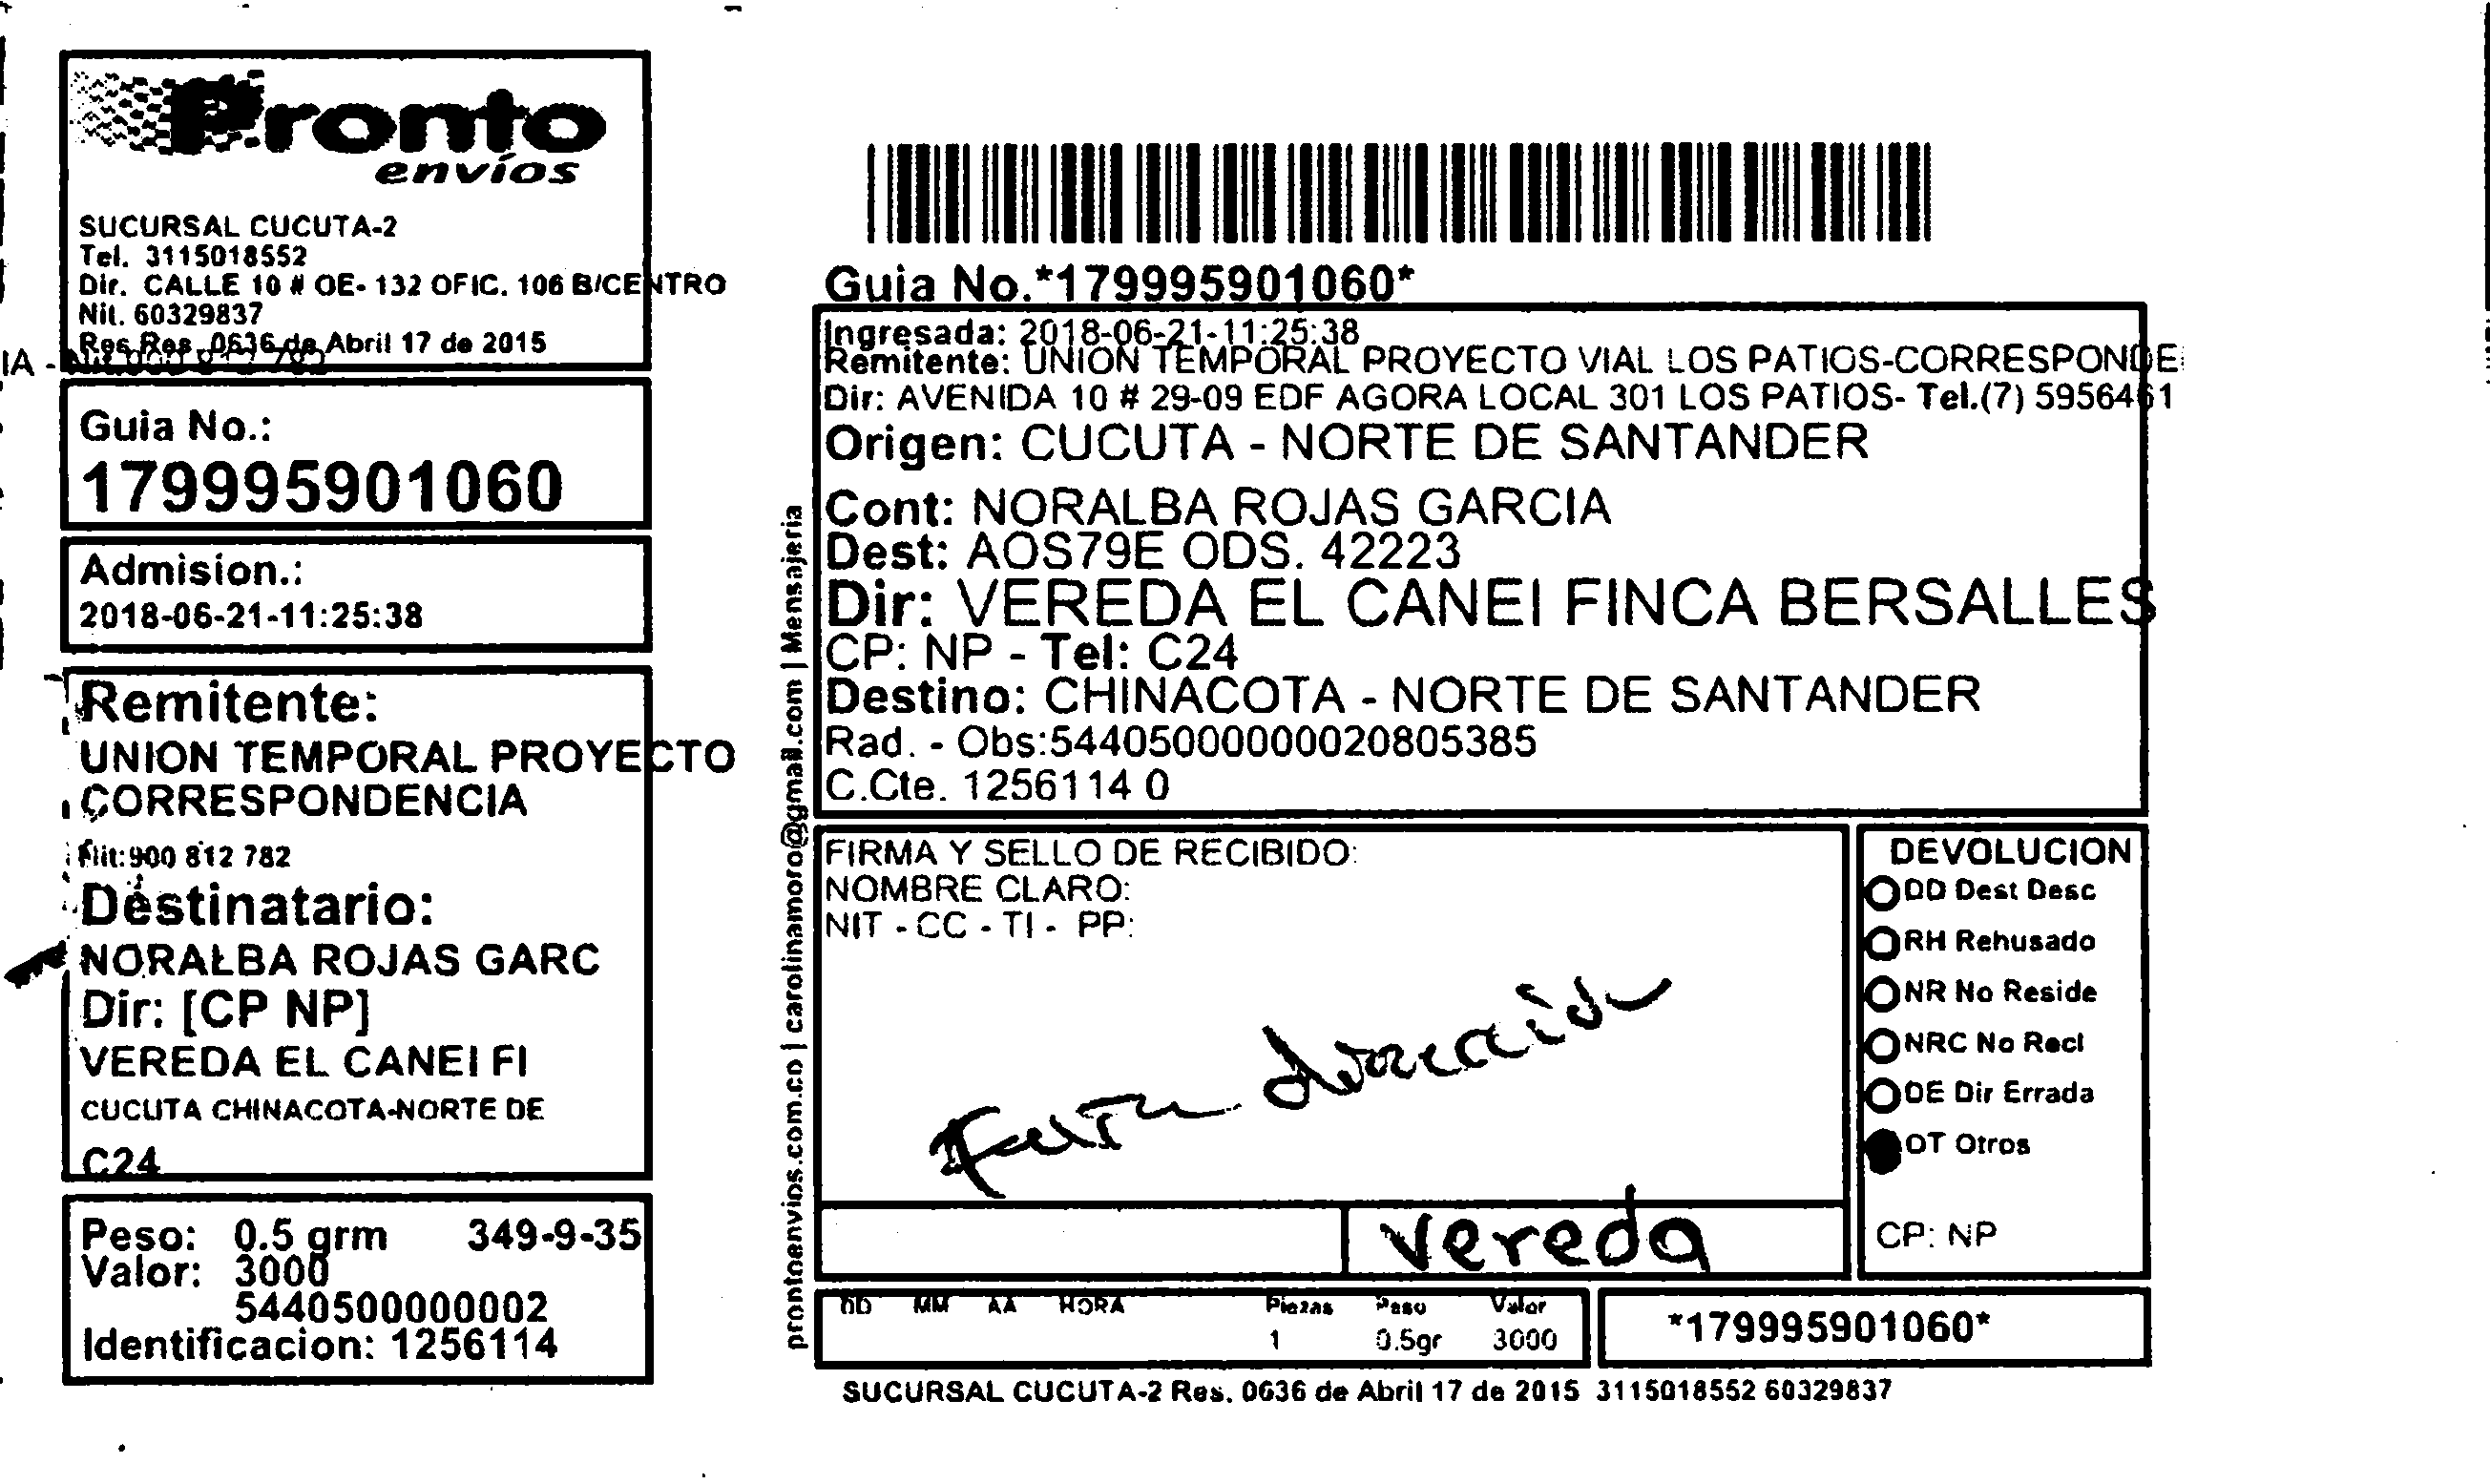 Pronto
envíos
SUCURSAL CUCUTA-2
Tel. 3115018552
Dir. CALLE 10 # OE- 132 OFIC. 106 B/CENTRO
Nit. 60329837
Res Res. 0636 de Abril 17 de 2015
Guia No.:
179995901060
Admision.:
2018-06-21-11:25:38
Remitente:
UNION TEMPORAL PROYECTO
CORRESPONDENCIA
Nit:900 812 782
Destinatario:
NORALBA ROJAS GARC
Dir: [CP NP]
VEREDA EL CANEI FI
CUCUTA CHINACOTA-NORTE DE
C24
Peso: 0.5 grm 349-9-35
Valor: 3000
5440500000002
Identificacion: 1256114
prontoenvios.com.co | carolinamoro@gmail.com | Mensajeria
Guia No.*179995901060*
Ingresada: 2018-06-21-11:25:38
Remitente: UNION TEMPORAL PROYECTO VIAL LOS PATIOS-CORRESPONDE
Dir: AVENIDA 10 # 29-09 EDF AGORA LOCAL 301 LOS PATIOS- Tel.(7) 5956461
Origen: CUCUTA - NORTE DE SANTANDER
Cont: NORALBA ROJAS GARCIA
Dest: AOS79E ODS. 42223
Dir: VEREDA EL CANEI FINCA BERSALLES
CP: NP - Tel: C24
Destino: CHINACOTA - NORTE DE SANTANDER
Rad. - Obs:544050000000020805385
C.Cte. 1256114 0
FIRMA Y SELLO DE RECIBIDO:
NOMBRE CLARO:
NIT - CC - TI - PP:
vereda
DEVOLUCION
DD Dest Desc
RH Rehusado
NR No Reside
NRC No Recl
DE Dir Errada
OT Otros
CP: NP
DD MM AA HORA Piezas Peso Valor
1 0.5gr 3000
*179995901060*
SUCURSAL CUCUTA-2 Res. 0636 de Abril 17 de 2015 3115018552 60329837